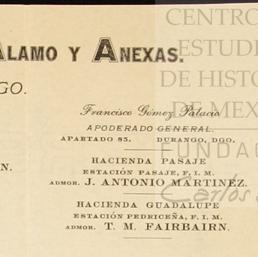 CENTRO
ESTUDI
ALAMO Y ANEXAS.
DE HISTO
GO.
DE MEX
Francisco Gómez Palacio
APODERADO GENERAL.
APARTADO 85. DURANGO, DGO.
FUNDAC
HACIENDA PASAJE
ESTACIÓN PASAJE, F. I. M.
N.
ADMOR. J. ANTONIO MARTINEZ.
Carlos
HACIENDA GUADALUPE
ESTACIÓN PEDRICEÑA, F. I. M.
ADMOR. T. M. FAIRBAIRN.